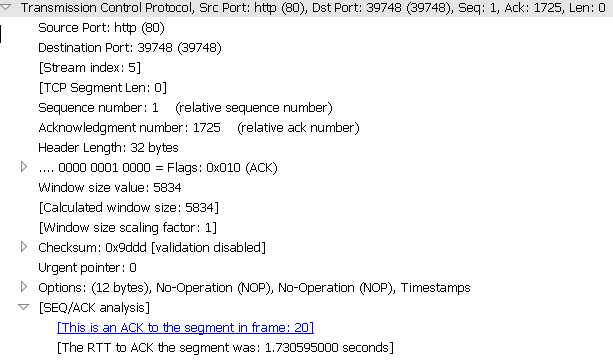 Transmission Control Protocol, Src Port: http (80), Dst Port: 39748 (39748), Seq: 1, Ack: 1725, Len: 0
Source Port: http (80)
Destination Port: 39748 (39748)
[Stream index: 5]
[TCP Segment Len: 0]
Sequence number: 1    (relative sequence number)
Acknowledgment number: 1725    (relative ack number)
Header Length: 32 bytes
.... 0000 0001 0000 = Flags: 0x010 (ACK)
Window size value: 5834
[Calculated window size: 5834]
[Window size scaling factor: 1]
Checksum: 0x9ddd [validation disabled]
Urgent pointer: 0
Options: (12 bytes), No-Operation (NOP), No-Operation (NOP), Timestamps
[SEQ/ACK analysis]
[This is an ACK to the segment in frame: 20]
[The RTT to ACK the segment was: 1.730595000 seconds]